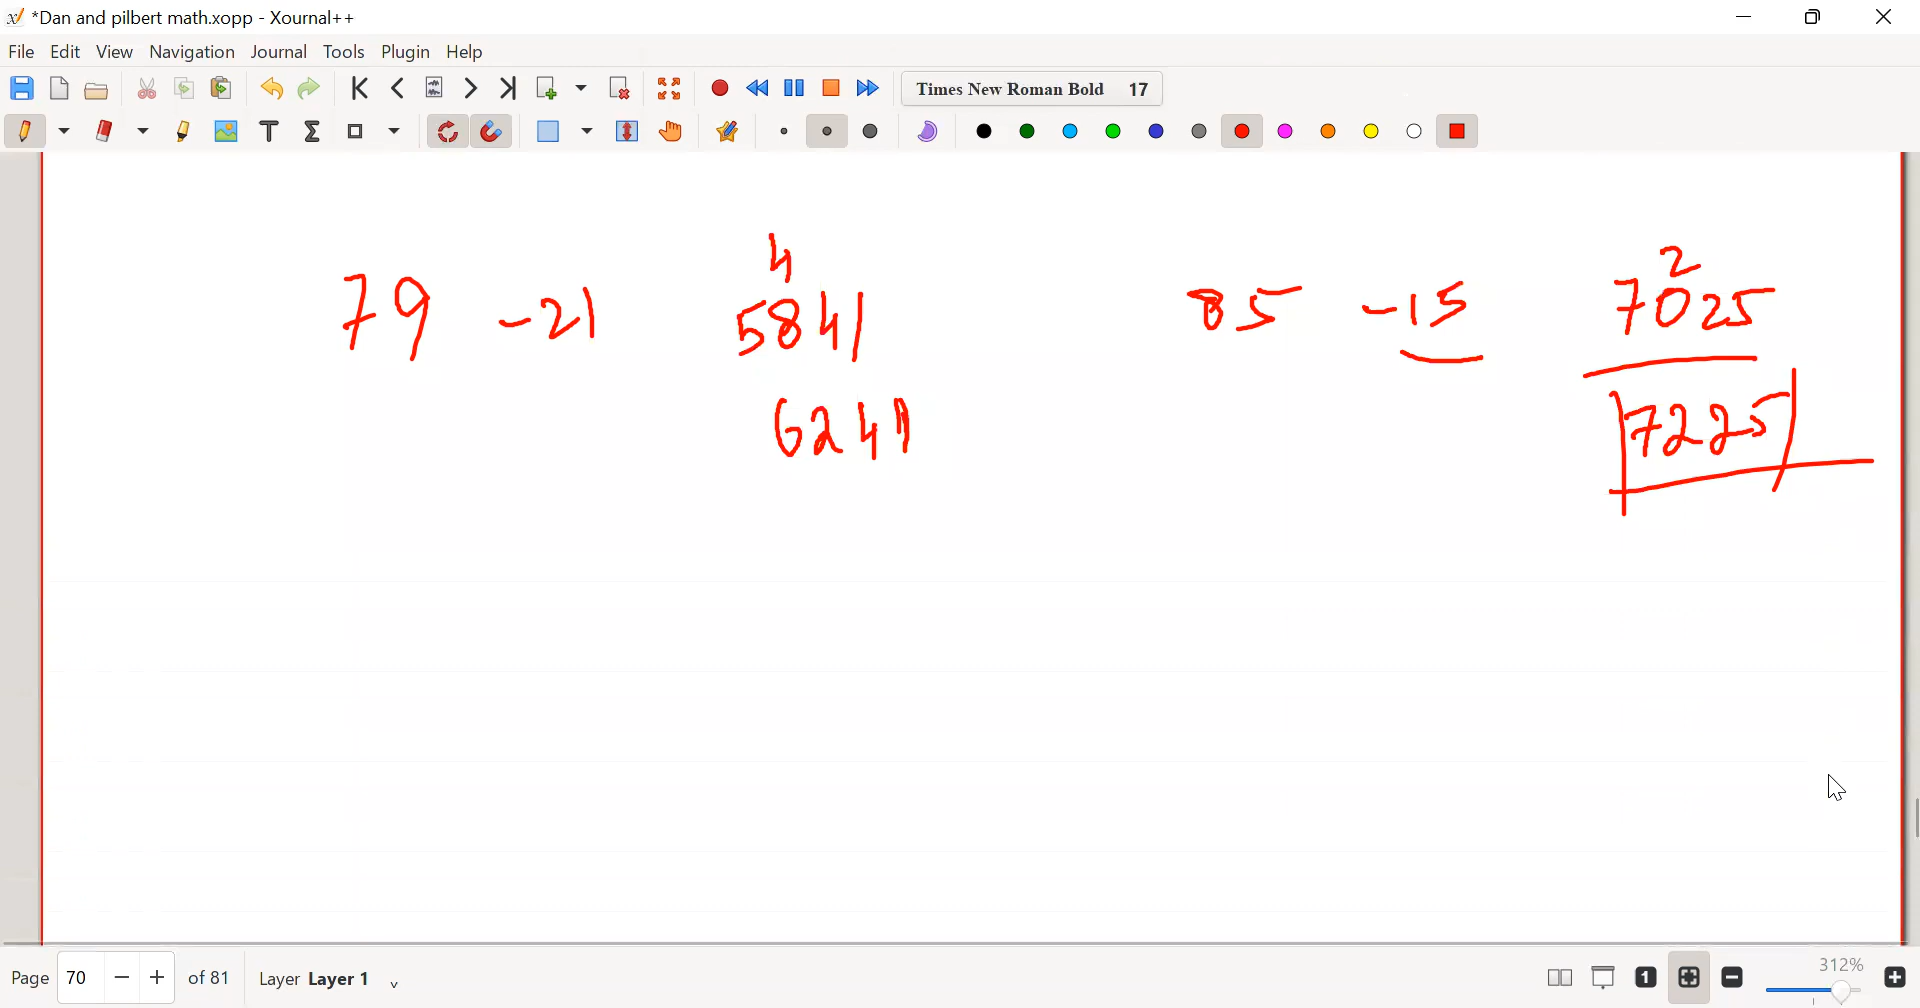 *Dan and pilbert math.xopp - Xournal++
File Edit View Navigation Journal Tools Plugin Help
Times New Roman Bold 17
4
79 -21 5841
6241
2
85 -15 7025
7225
Page 70 of 81 Layer Layer 1
312%
1